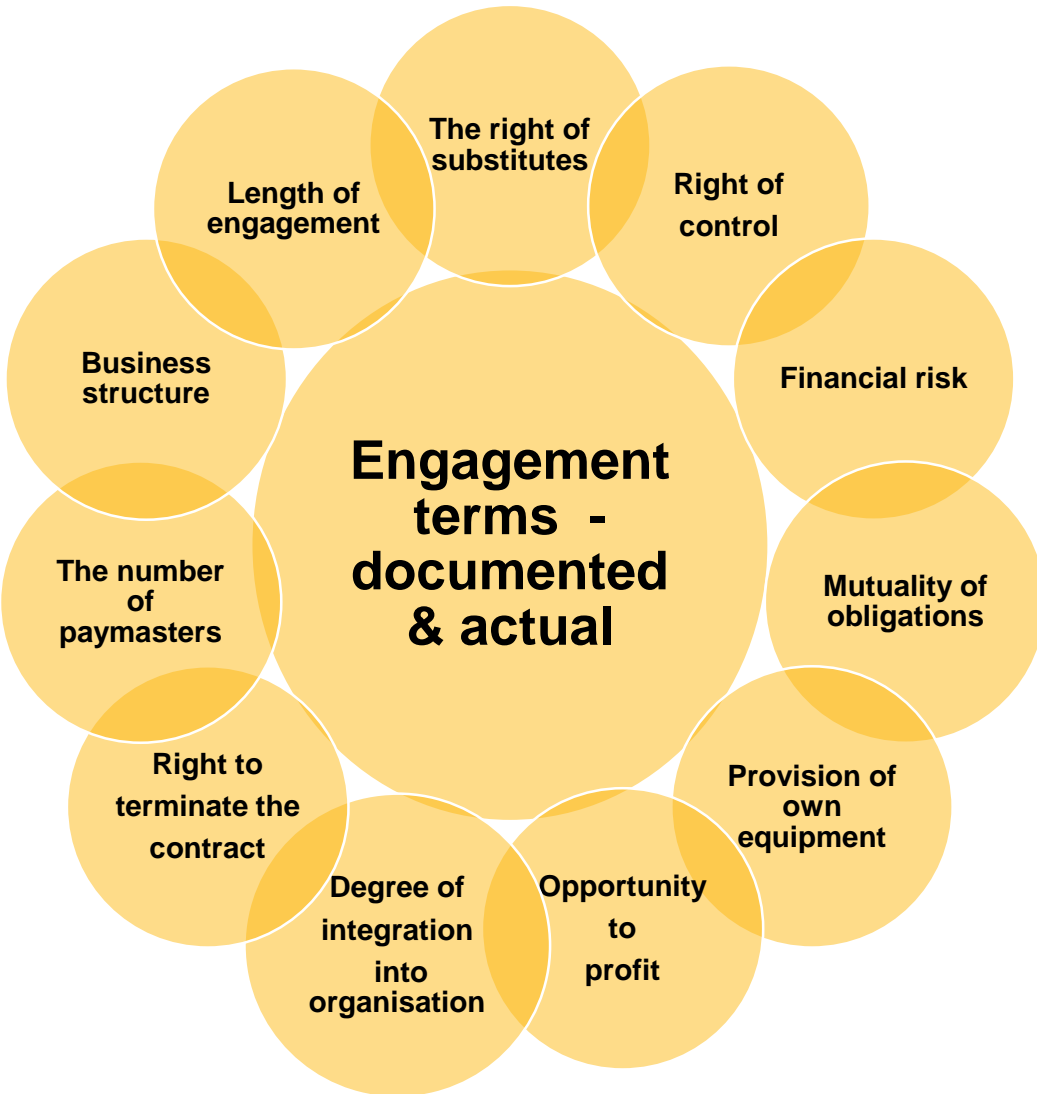 The right of
substitutes
Right of
control
Financial risk
Mutuality of
obligations
Provision of
own
equipment
Opportunity
to
profit
Degree of
integration
into
organisation
Right to
terminate the
contract
The number
of
paymasters
Business
structure
Length of
engagement
Engagement
terms -
documented
& actual